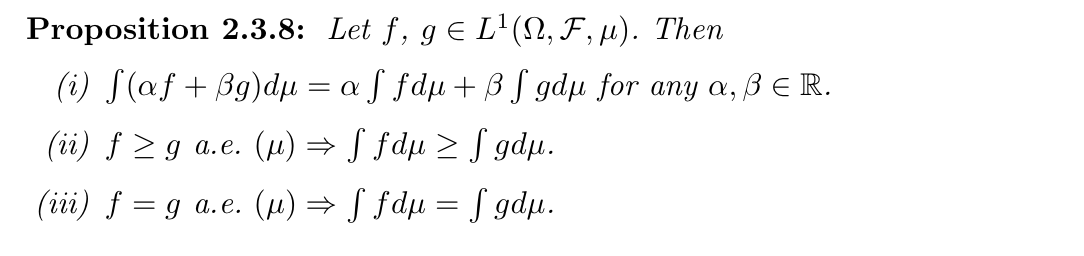 Proposition 2.3.8: Let f, g ∈ L¹(Ω, ℱ, μ). Then
(i) ∫(αf + βg)dμ = α ∫ fdμ + β ∫ gdμ for any α, β ∈ ℝ.
(ii) f ≥ g a.e. (μ) ⇒ ∫ fdμ ≥ ∫ gdμ.
(iii) f = g a.e. (μ) ⇒ ∫ fdμ = ∫ gdμ.